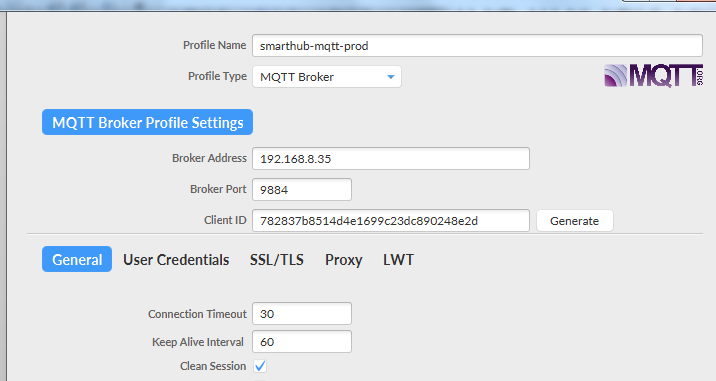 Profile Name smarthub-mqtt-prod
Profile Type MQTT Broker
MQTT.ORG
MQTT Broker Profile Settings
Broker Address 192.168.8.35
Broker Port 9884
Client ID 782837b8514d4e1699c23dc890248e2d Generate
General User Credentials SSL/TLS Proxy LWT
Connection Timeout 30
Keep Alive Interval 60
Clean Session